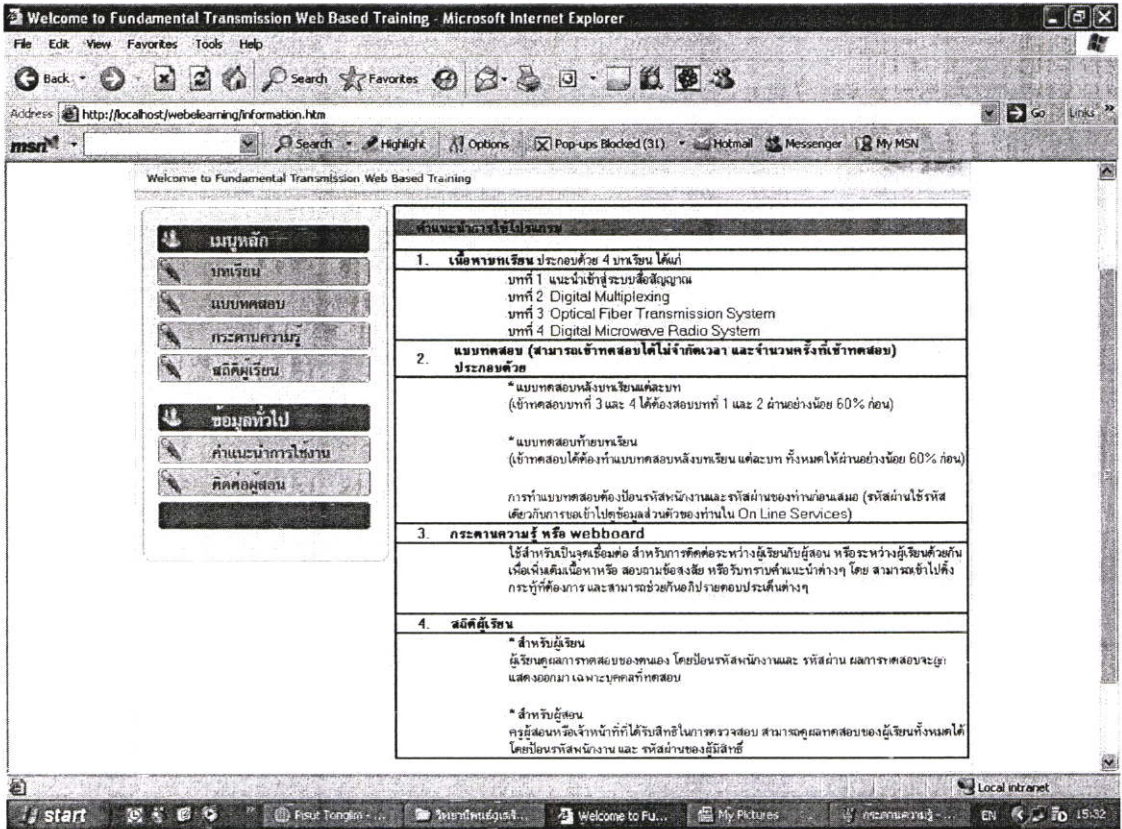 Welcome to Fundamental Transmission Web Based Training - Microsoft Internet Explorer
File Edit View Favorites Tools Help
Back Search Favorites
Address http://localhost/webelearning/information.htm Go Links
msn Search Highlight Options Pop-ups Blocked (31) Hotmail Messenger My MSN
Welcome to Fundamental Transmission Web Based Training
เมนูหลัก
บทเรียน
แบบทดสอบ
กระดานความรู้
สถิติผู้เรียน
ข้อมูลทั่วไป
คำแนะนำการใช้งาน
ติดต่อผู้สอน
คำแนะนำการใช้โปรแกรม
1. เนื้อหาบทเรียน ประกอบด้วย 4 บทเรียน ได้แก่
บทที่ 1 แนะนำเข้าสู่ระบบสื่อสัญญาณ
บทที่ 2 Digital Multiplexing
บทที่ 3 Optical Fiber Transmission System
บทที่ 4 Digital Microwave Radio System
2. แบบทดสอบ (สามารถเข้าทดสอบได้ไม่จำกัดเวลา และจำนวนครั้งที่เข้าทดสอบ)
ประกอบด้วย
* แบบทดสอบหลังบทเรียนแต่ละบท
(เข้าทดสอบบทที่ 3 และ 4 ได้ต้องสอบบทที่ 1 และ 2 ผ่านอย่างน้อย 60% ก่อน)
* แบบทดสอบท้ายบทเรียน
(เข้าทดสอบได้ต้องทำแบบทดสอบหลังบทเรียน แต่ละบท ทั้งหมดให้ผ่านอย่างน้อย 60% ก่อน)
การทำแบบทดสอบต้องป้อนรหัสพนักงานและรหัสผ่านของท่านก่อนเสมอ (รหัสผ่านใช้รหัส
เดียวกับการขอเข้าไปดูข้อมูลส่วนตัวของท่านใน On Line Services)
3. กระดานความรู้ หรือ webboard
ใช้สำหรับเป็นจุดเชื่อมต่อ สำหรับการติดต่อระหว่างผู้เรียนกับผู้สอน หรือระหว่างผู้เรียนด้วยกัน
เพื่อเพิ่มเติมเนื้อหาหรือ สอบถามข้อสงสัย หรือรับทราบคำแนะนำต่างๆ โดย สามารถเข้าไปตั้ง
กระทู้ที่ต้องการ และสามารถช่วยกันอภิปรายตอบประเด็นต่างๆ
4. สถิติผู้เรียน
* สำหรับผู้เรียน
ผู้เรียนดูผลการทดสอบของตนเอง โดยป้อนรหัสพนักงานและ รหัสผ่าน ผลการทดสอบจะถูก
แสดงออกมา เฉพาะบุคคลที่ทดสอบ
* สำหรับผู้สอน
ครูผู้สอนหรือเจ้าหน้าที่ที่ได้รับสิทธิในการตรวจสอบ สามารถดูผลทดสอบของผู้เรียนทั้งหมดได้
โดยป้อนรหัสพนักงาน และ รหัสผ่านของผู้มีสิทธิ์
Local intranet
start Pisut Tongim - ... Welcome to Fu... My Pictures กระดานความรู้ - ... EN 15:32